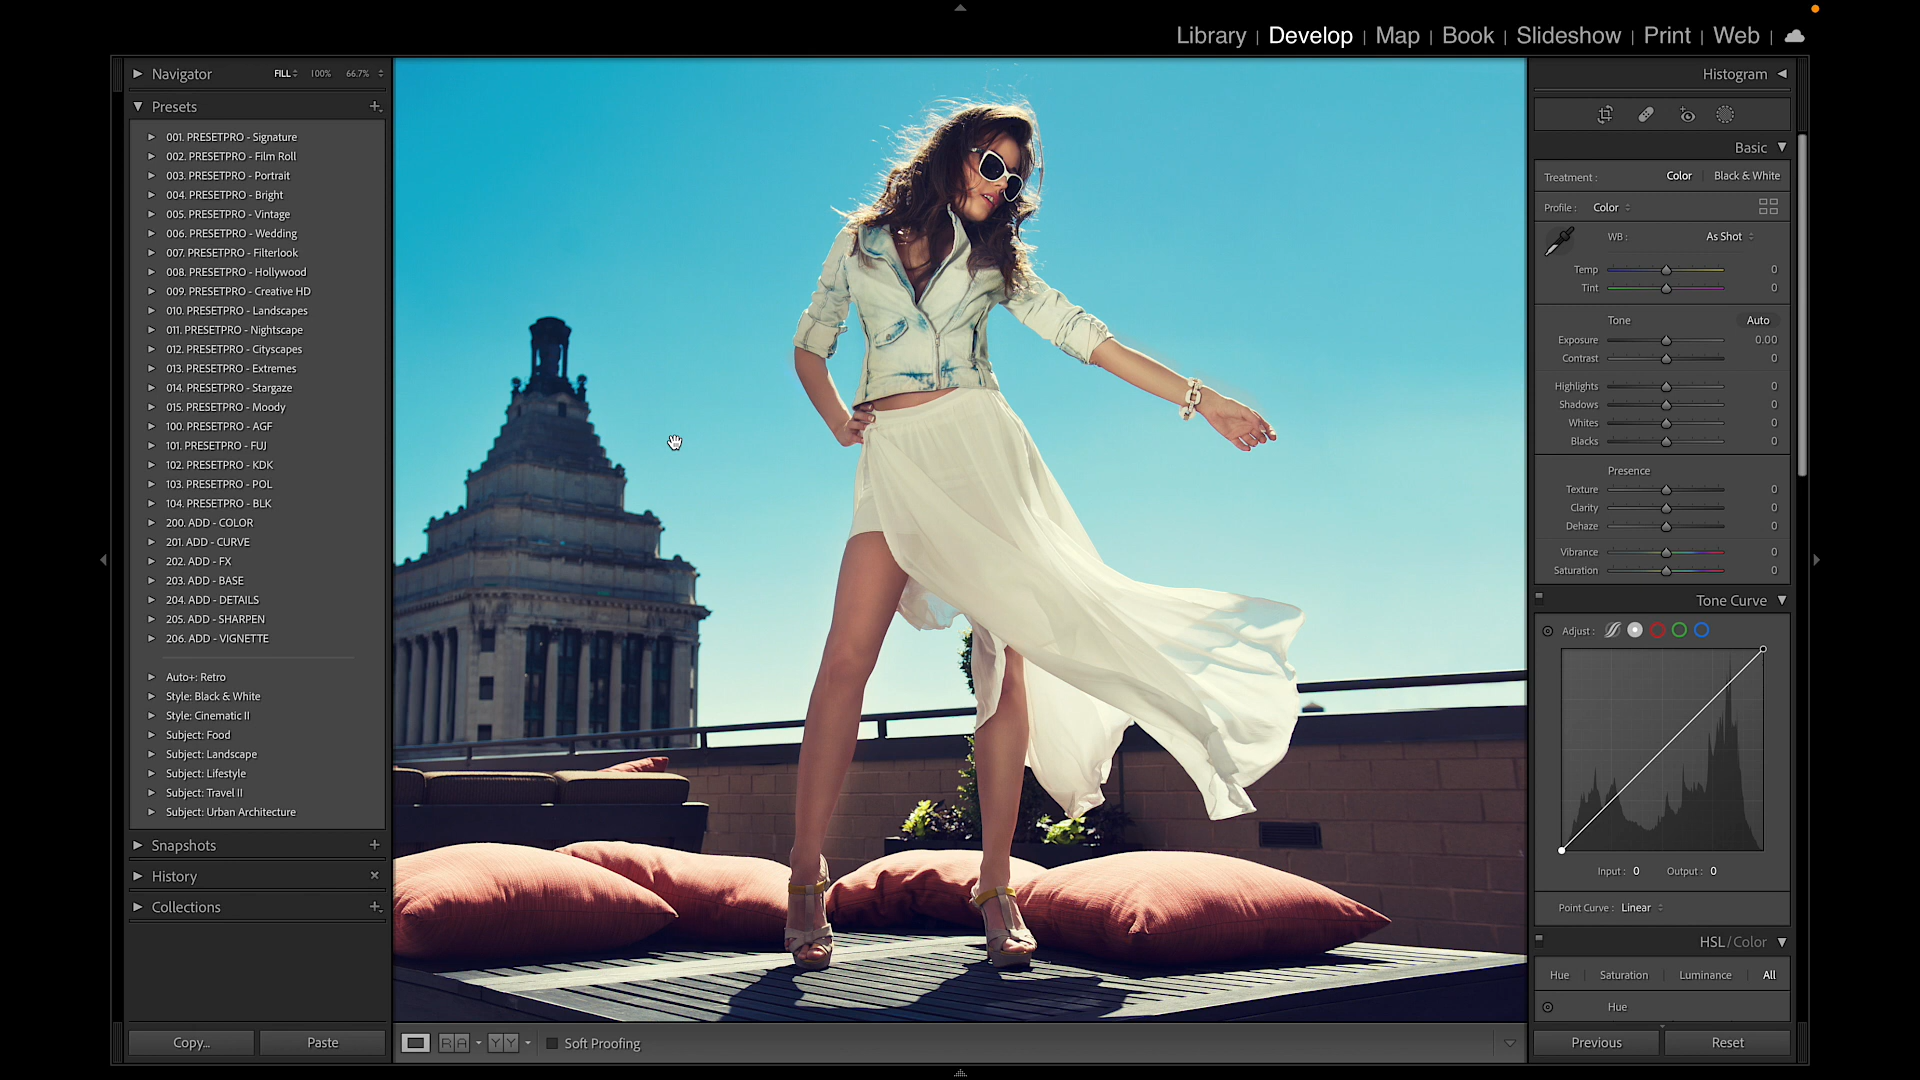 Library | Develop | Map | Book | Slideshow | Print | Web |
Navigator FILL 100% 66.7%
Presets
001. PRESETPRO - Signature
002. PRESETPRO - Film Roll
003. PRESETPRO - Portrait
004. PRESETPRO - Bright
005. PRESETPRO - Vintage
006. PRESETPRO - Wedding
007. PRESETPRO - Filterlook
008. PRESETPRO - Hollywood
009. PRESETPRO - Creative HD
010. PRESETPRO - Landscapes
011. PRESETPRO - Nightscape
012. PRESETPRO - Cityscapes
013. PRESETPRO - Extremes
014. PRESETPRO - Stargaze
015. PRESETPRO - Moody
100. PRESETPRO - AGF
101. PRESETPRO - FUJ
102. PRESETPRO - KDK
103. PRESETPRO - POL
104. PRESETPRO - BLK
200. ADD - COLOR
201. ADD - CURVE
202. ADD - FX
203. ADD - BASE
204. ADD - DETAILS
205. ADD - SHARPEN
206. ADD - VIGNETTE
Auto+: Retro
Style: Black & White
Style: Cinematic II
Subject: Food
Subject: Landscape
Subject: Lifestyle
Subject: Travel II
Subject: Urban Architecture
Snapshots
History
Collections
Copy... Paste
R A Y Y Soft Proofing
Histogram
Basic
Treatment : Color | Black & White
Profile : Color
WB : As Shot
Temp 0
Tint 0
Tone Auto
Exposure 0.00
Contrast 0
Highlights 0
Shadows 0
Whites 0
Blacks 0
Presence
Texture 0
Clarity 0
Dehaze 0
Vibrance 0
Saturation 0
Tone Curve
Adjust :
Input : 0 Output : 0
Point Curve : Linear
HSL / Color
Hue | Saturation | Luminance | All
Hue
Previous Reset